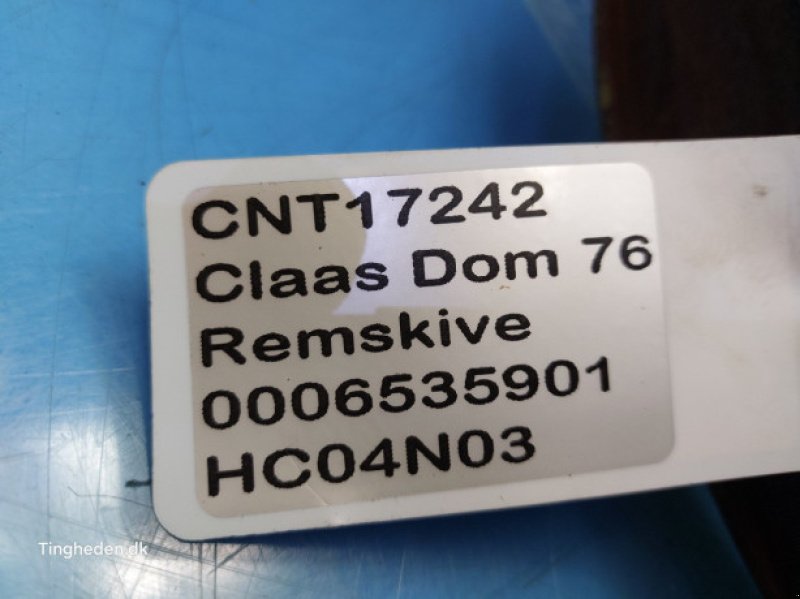 CNT17242
Claas Dom 76
Remskive
0006535901
HC04N03
Tingheden.dk